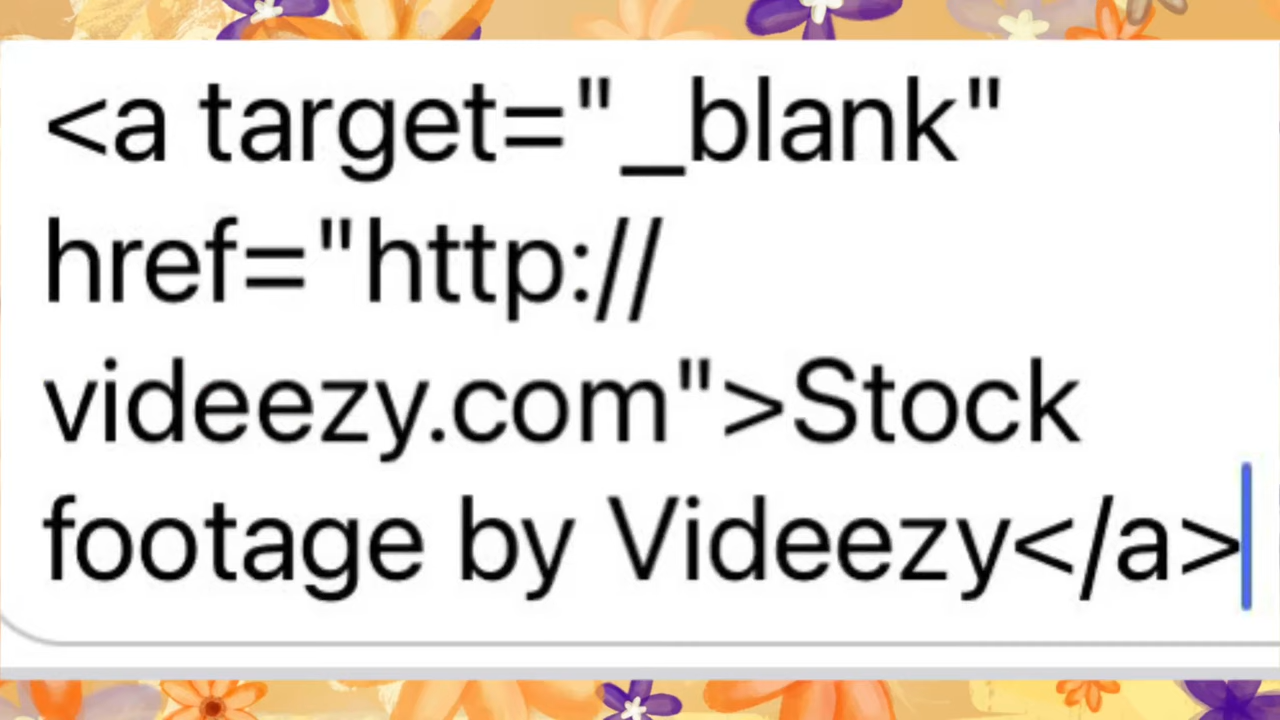 <a target="_blank"
href="http://
videezy.com">Stock
footage by Videezy</a>